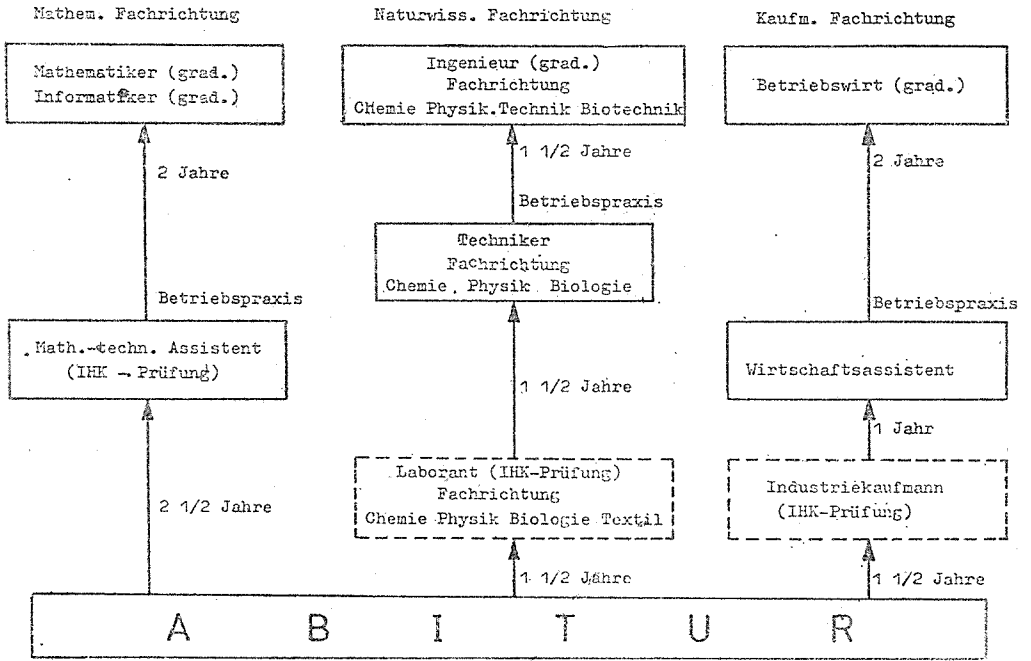 Mathem. Fachrichtung
Naturwiss. Fachrichtung
Kaufm. Fachrichtung
Mathematiker (grad.)
Informatiker (grad.)
Ingenieur (grad.)
Fachrichtung
Chemie Physik.Technik Biotechnik
Betriebswirt (grad.)
2 Jahre
1 1/2 Jahre
2 Jahre
Betriebspraxis
Techniker
Fachrichtung
Chemie Physik Biologie
Betriebspraxis
Betriebspraxis
Math.-techn. Assistent
(IHK - Prüfung)
Wirtschaftsassistent
1 1/2 Jahre
1 Jahr
Laborant (IHK-Prüfung)
Fachrichtung
Chemie Physik Biologie Textil
Industriekaufmann
(IHK-Prüfung)
2 1/2 Jahre
1 1/2 Jahre
1 1/2 Jahre
A B I T U R